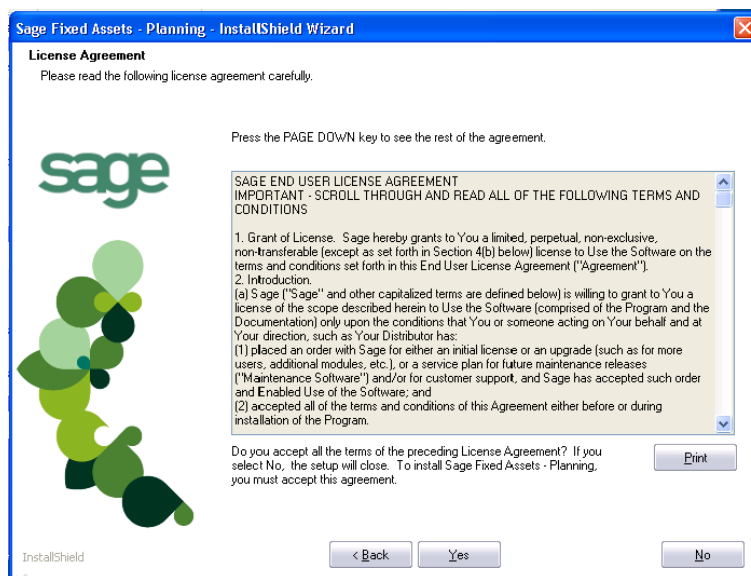 Sage Fixed Assets - Planning - InstallShield Wizard
License Agreement
Please read the following license agreement carefully.
Press the PAGE DOWN key to see the rest of the agreement.
sage
SAGE END USER LICENSE AGREEMENT
IMPORTANT - SCROLL THROUGH AND READ ALL OF THE FOLLOWING TERMS AND
CONDITIONS
1. Grant of License. Sage hereby grants to You a limited, perpetual, non-exclusive,
non-transferable (except as set forth in Section 4(b) below) license to Use the Software on the
terms and conditions set forth in this End User License Agreement ("Agreement").
2. Introduction.
(a) Sage ("Sage" and other capitalized terms are defined below) is willing to grant to You a
license of the scope described herein to Use the Software (comprised of the Program and the
Documentation) only upon the conditions that You or someone acting on Your behalf and at
Your direction, such as Your Distributor has:
(1) placed an order with Sage for either an initial license or an upgrade (such as for more
users, additional modules, etc.), or a service plan for future maintenance releases
("Maintenance Software") and/or for customer support, and Sage has accepted such order
and Enabled Use of the Software; and
(2) accepted all of the terms and conditions of this Agreement either before or during
installation of the Program.
Do you accept all the terms of the preceding License Agreement? If you
select No, the setup will close. To install Sage Fixed Assets - Planning,
you must accept this agreement.
Print
InstallShield
< Back
Yes
No